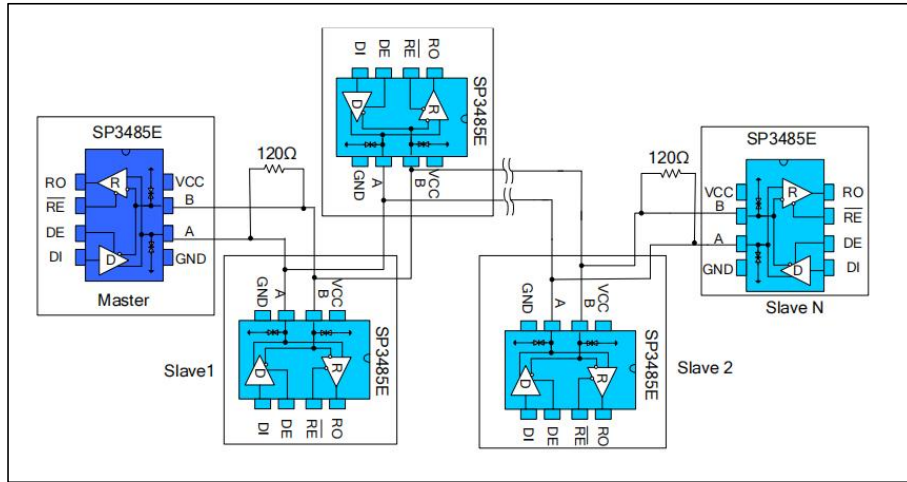 DI
DE
RE
RO
SP3485E
GND
A
B
VCC
D
R
SP3485E
RO
RE
DE
DI
VCC
B
A
GND
R
D
Master
120Ω
120Ω
SP3485E
VCC
B
A
GND
RO
RE
DE
DI
R
D
Slave N
GND
A
B
VCC
SP3485E
D
R
DI
DE
RE
RO
Slave1
GND
A
B
VCC
SP3485E
D
R
DI
DE
RE
RO
Slave 2